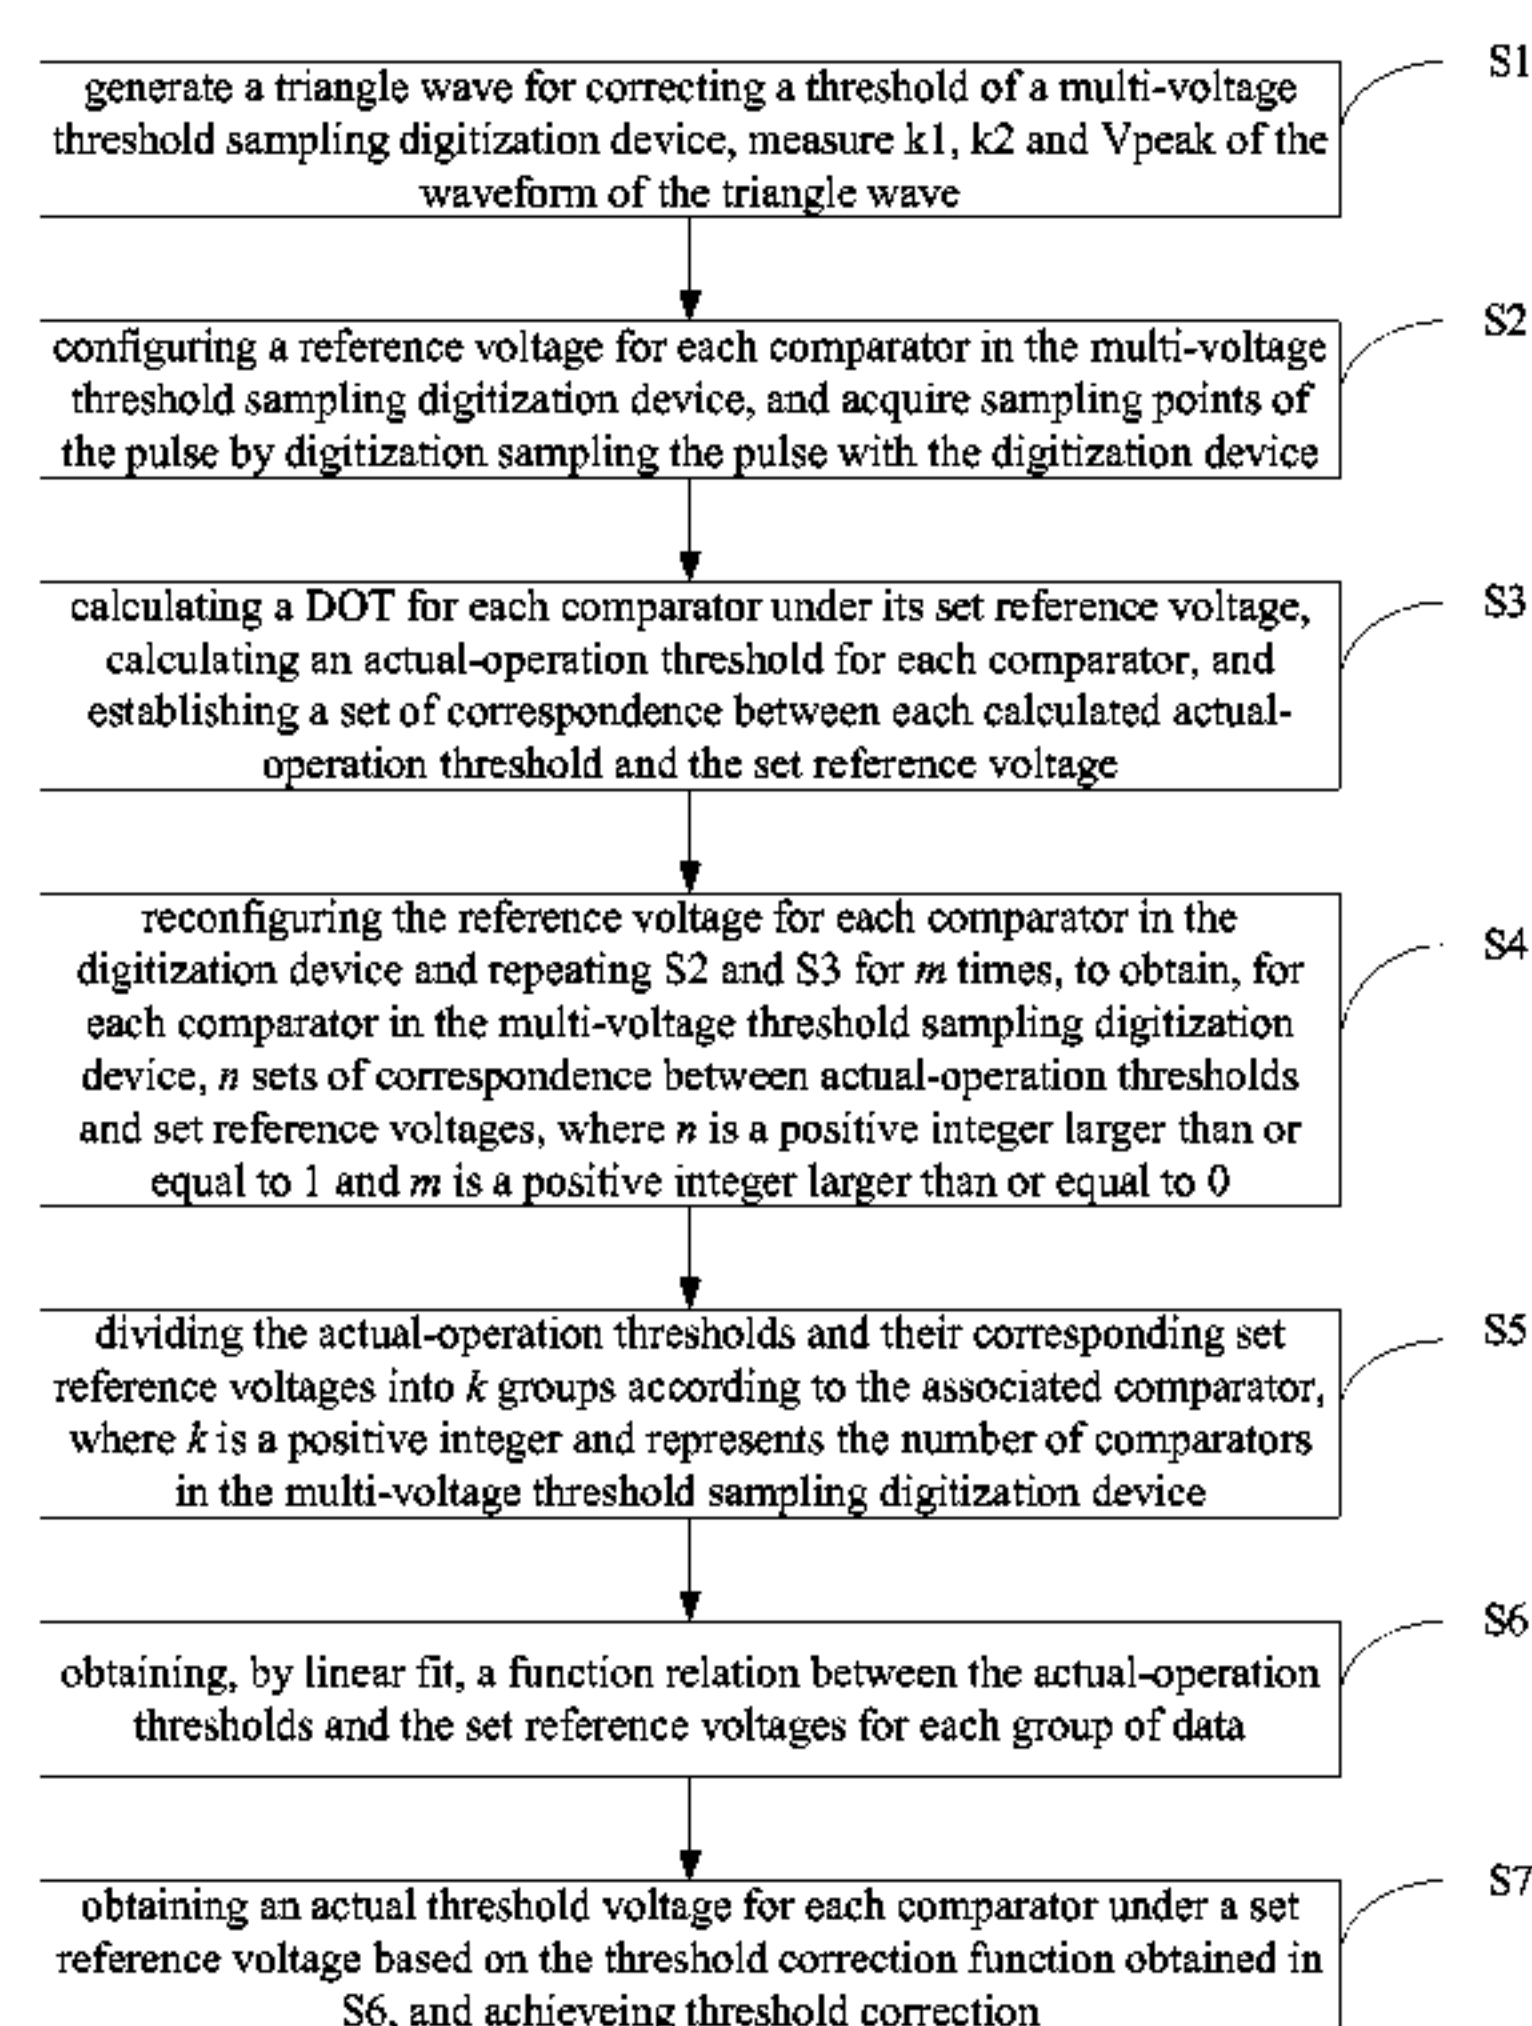 S1
generate a triangle wave for correcting a threshold of a multi-voltage
threshold sampling digitization device, measure k1, k2 and Vpeak of the
waveform of the triangle wave
S2
configuring a reference voltage for each comparator in the multi-voltage
threshold sampling digitization device, and acquire sampling points of
the pulse by digitization sampling the pulse with the digitization device
S3
calculating a DOT for each comparator under its set reference voltage,
calculating an actual-operation threshold for each comparator, and
establishing a set of correspondence between each calculated actual-
operation threshold and the set reference voltage
S4
reconfiguring the reference voltage for each comparator in the
digitization device and repeating S2 and S3 for m times, to obtain, for
each comparator in the multi-voltage threshold sampling digitization
device, n sets of correspondence between actual-operation thresholds
and set reference voltages, where n is a positive integer larger than or
equal to 1 and m is a positive integer larger than or equal to 0
S5
dividing the actual-operation thresholds and their corresponding set
reference voltages into k groups according to the associated comparator,
where k is a positive integer and represents the number of comparators
in the multi-voltage threshold sampling digitization device
S6
obtaining, by linear fit, a function relation between the actual-operation
thresholds and the set reference voltages for each group of data
S7
obtaining an actual threshold voltage for each comparator under a set
reference voltage based on the threshold correction function obtained in
S6, and achieveing threshold correction